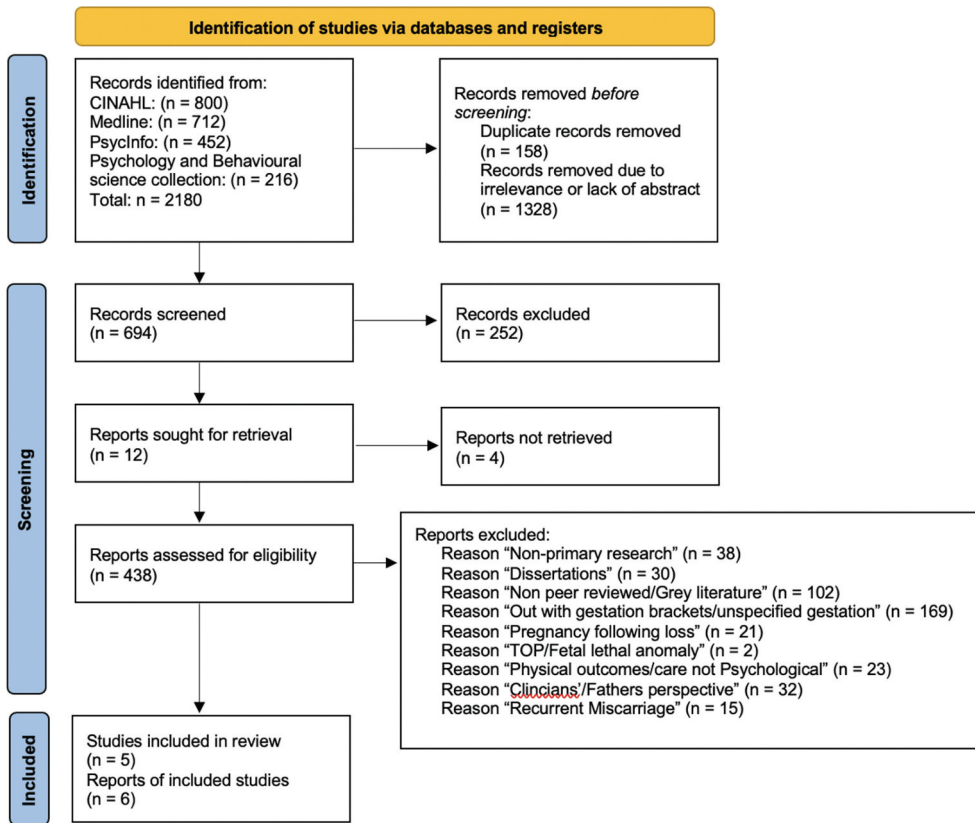 Identification of studies via databases and registers
Identification
Records identified from:
CINAHL: (n = 800)
Medline: (n = 712)
PsycInfo: (n = 452)
Psychology and Behavioural
science collection: (n = 216)
Total: n = 2180
Records removed before
screening:
Duplicate records removed
(n = 158)
Records removed due to
irrelevance or lack of abstract
(n = 1328)
Screening
Records screened
(n = 694)
Records excluded
(n = 252)
Reports sought for retrieval
(n = 12)
Reports not retrieved
(n = 4)
Reports assessed for eligibility
(n = 438)
Reports excluded:
Reason “Non-primary research” (n = 38)
Reason “Dissertations” (n = 30)
Reason “Non peer reviewed/Grey literature” (n = 102)
Reason “Out with gestation brackets/unspecified gestation” (n = 169)
Reason “Pregnancy following loss” (n = 21)
Reason “TOP/Fetal lethal anomaly” (n = 2)
Reason “Physical outcomes/care not Psychological” (n = 23)
Reason “Clincians’/Fathers perspective” (n = 32)
Reason “Recurrent Miscarriage” (n = 15)
Included
Studies included in review
(n = 5)
Reports of included studies
(n = 6)